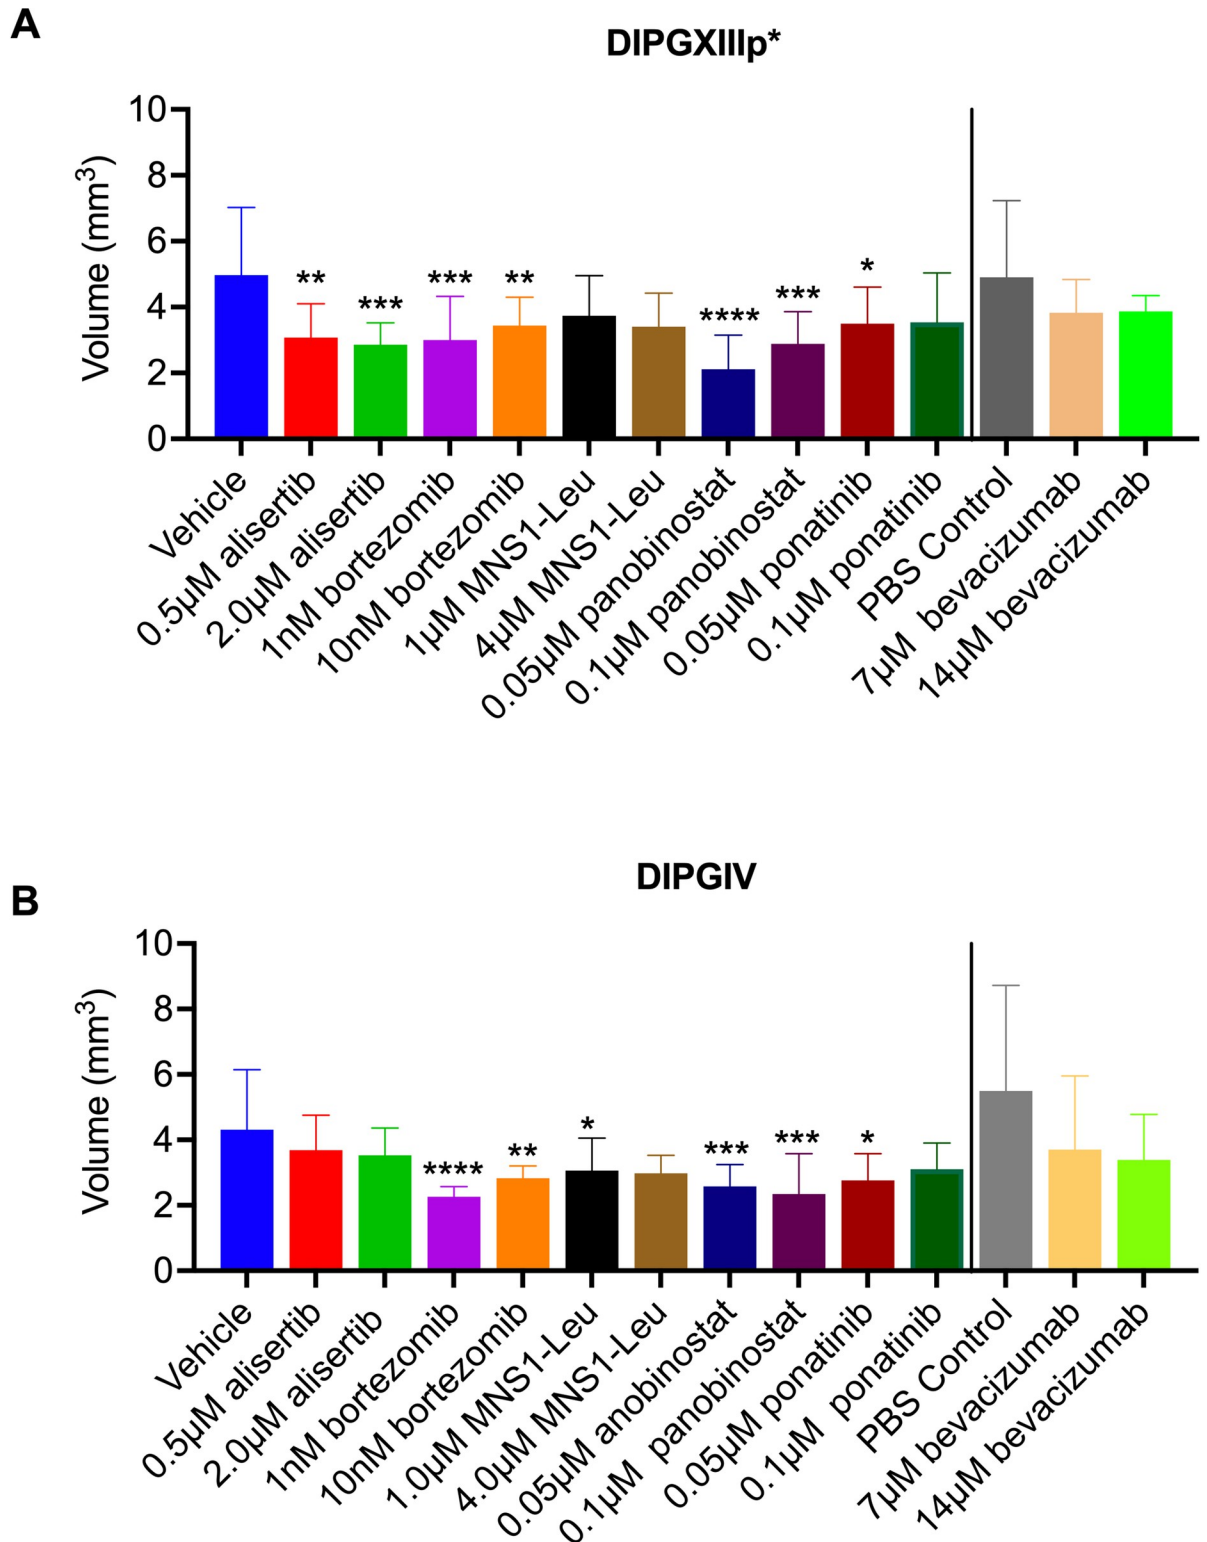 A
DIPGXIIIp*
Volume (mm³)
10
8
6
4
2
0
**
***
***
**
****
***
*
Vehicle
0.5µM alisertib
2.0µM alisertib
1nM bortezomib
10nM bortezomib
1µM MNS1-Leu
4µM MNS1-Leu
0.05µM panobinostat
0.1µM panobinostat
0.05µM ponatinib
0.1µM ponatinib
PBS Control
7µM bevacizumab
14µM bevacizumab
B
DIPGIV
Volume (mm³)
10
8
6
4
2
0
****
**
*
***
***
*
Vehicle
0.5µM alisertib
2.0µM alisertib
1nM bortezomib
10nM bortezomib
1.0µM MNS1-Leu
4.0µM MNS1-Leu
0.05µM anobinostat
0.1µM panobinostat
0.05µM ponatinib
0.1µM ponatinib
PBS Control
7µM bevacizumab
14µM bevacizumab